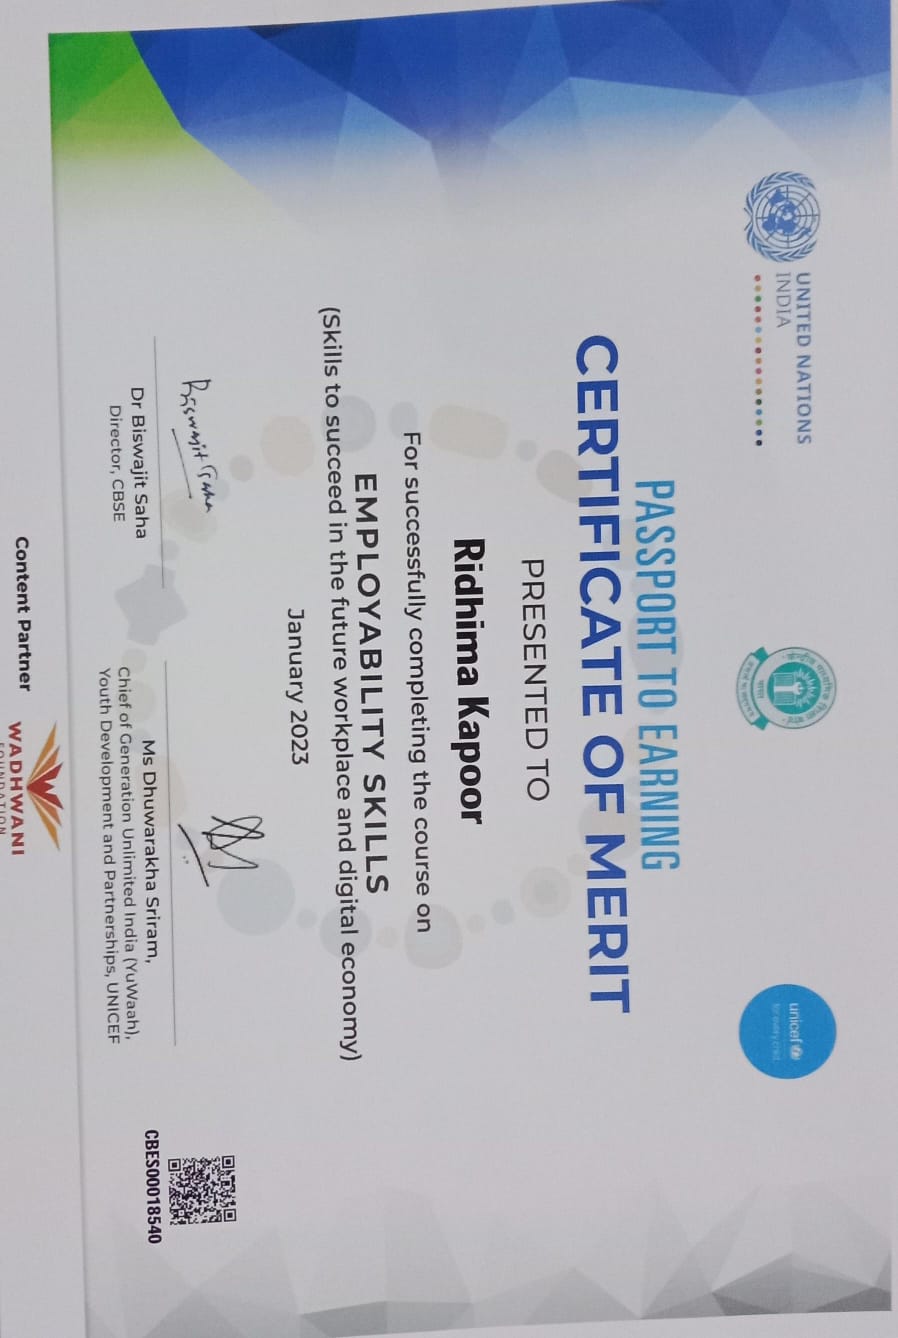 UNITED NATIONS
INDIA
केन्द्रीय माध्यमिक शिक्षा बोर्ड
भारत
unicef
for every child
PASSPORT TO EARNING
CERTIFICATE OF MERIT
PRESENTED TO
Ridhima Kapoor
For successfully completing the course on
EMPLOYABILITY SKILLS
(Skills to succeed in the future workplace and digital economy)
January 2023
Biswajit Saha
Dr Biswajit Saha
Director, CBSE
Ms Dhuwarakha Sriram,
Chief of Generation Unlimited India (YuWaah),
Youth Development and Partnerships, UNICEF
CBES00018540
Content Partner
WADHWANI
FOUNDATION